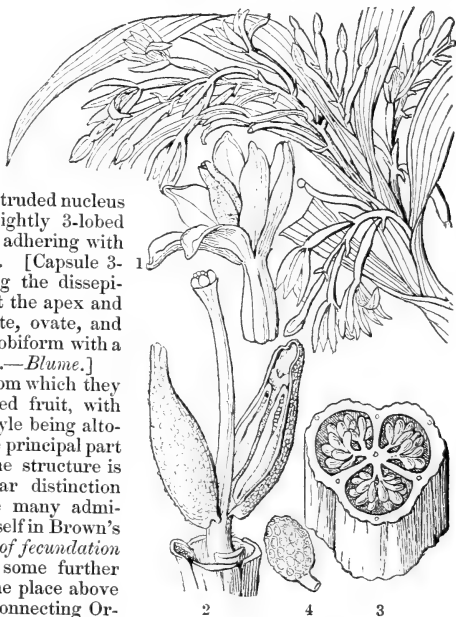 truded nucleus
ightly 3-lobed
adhering with
. [Capsule 3-
g the dissepi-
t the apex and
te, ovate, and
obiform with a
.—Blume.]
om which they
ed fruit, with
yle being alto-
principal part
ne structure is
ar distinction
many admi-
self in Brown's
of fecundation
some further
ne place above
onnecting Or-
1
2 4 3